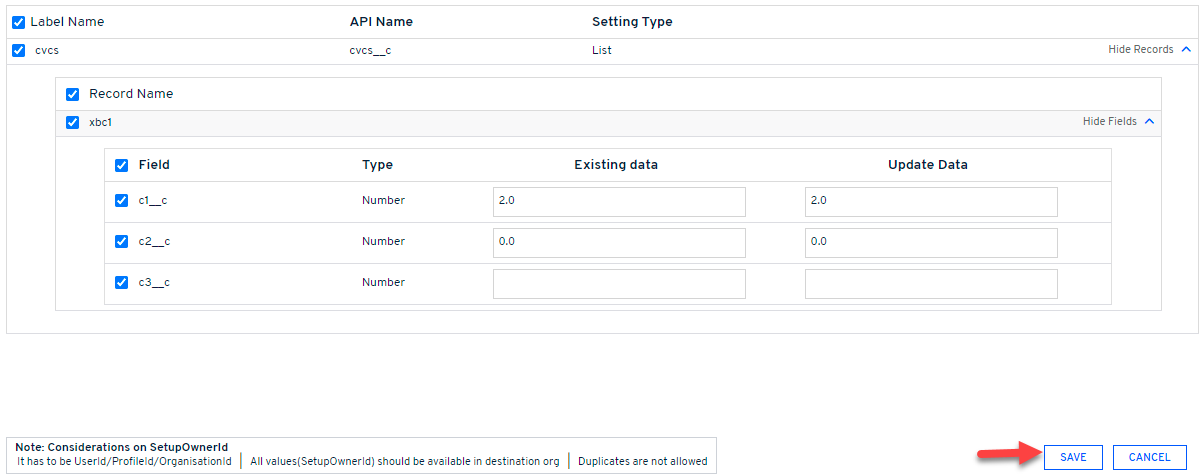 Label Name API Name Setting Type
cvcs cvcs__c List Hide Records
Record Name
xbc1 Hide Fields
Field Type Existing data Update Data
c1__c Number 2.0 2.0
c2__c Number 0.0 0.0
c3__c Number
Note: Considerations on SetupOwnerId
It has to be UserId/ProfileId/OrganisationId All values(SetupOwnerId) should be available in destination org Duplicates are not allowed
SAVE CANCEL